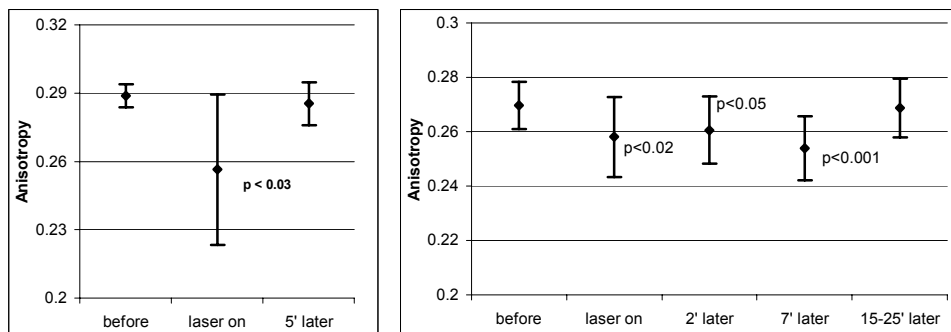 0.32
0.29
0.26
0.23
0.2
Anisotropy
p < 0.03
before laser on 5' later
0.3
0.28
0.26
0.24
0.22
0.2
Anisotropy
p<0.05
p<0.02
p<0.001
before laser on 2' later 7' later 15-25' later